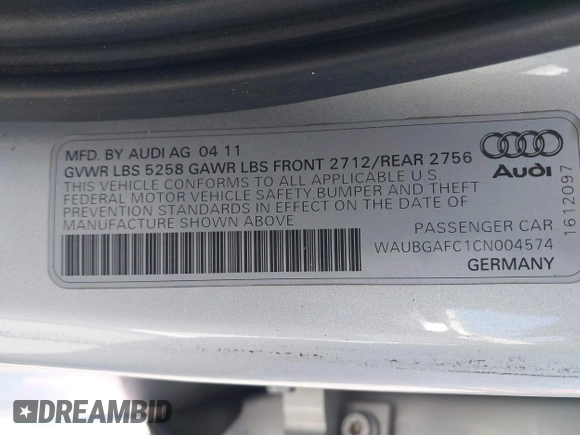 MFD. BY AUDI AG 04 11
GVWR LBS 5258 GAWR LBS FRONT 2712/REAR 2756
THIS VEHICLE CONFORMS TO ALL APPLICABLE U S
FEDERAL MOTOR VEHICLE SAFETY,BUMPER AND THEFT
PREVENTION STANDARDS IN EFFECT ON THE DATE OF
MANUFACTURE SHOWN ABOVE
Audi
PASSENGER CAR
WAUBGAFC1CN004574
GERMANY
1612097
DREAMBID